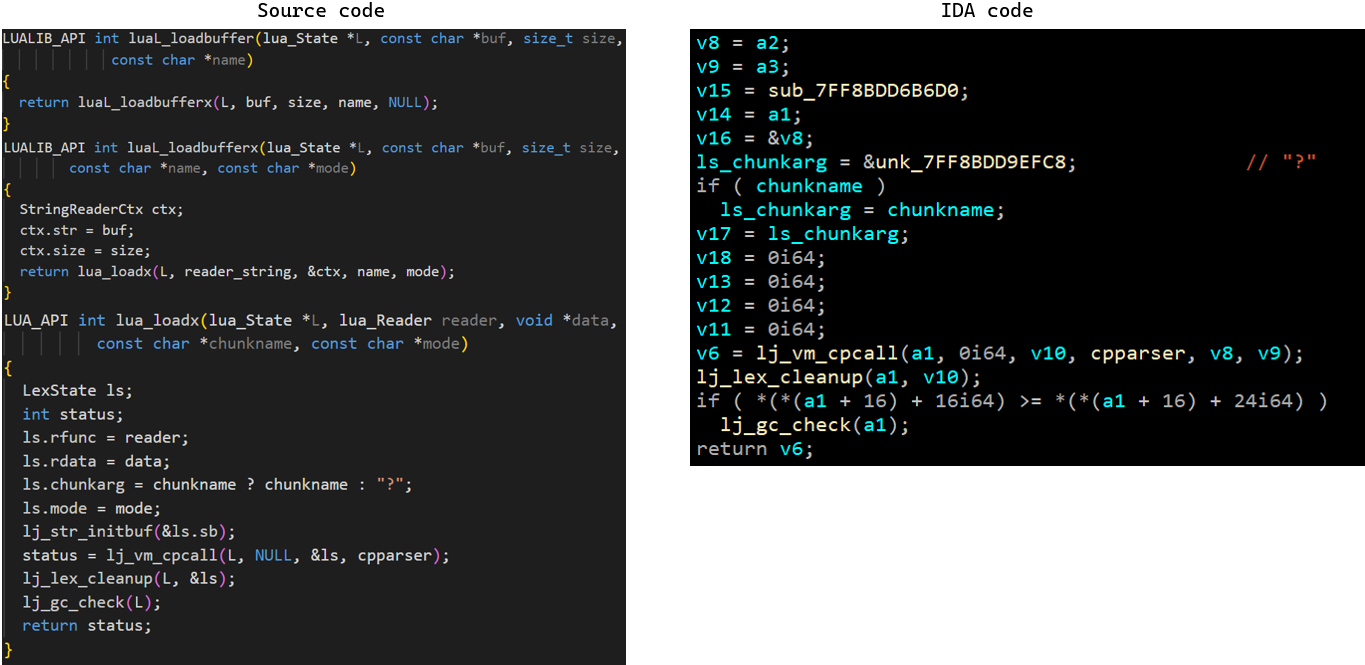 Source code
LUALIB_API int luaL_loadbuffer(lua_State *L, const char *buf, size_t size,
const char *name)
{
return luaL_loadbufferx(L, buf, size, name, NULL);
}
LUALIB_API int luaL_loadbufferx(lua_State *L, const char *buf, size_t size,
const char *name, const char *mode)
{
StringReaderCtx ctx;
ctx.str = buf;
ctx.size = size;
return lua_loadx(L, reader_string, &ctx, name, mode);
}
LUA_API int lua_loadx(lua_State *L, lua_Reader reader, void *data,
const char *chunkname, const char *mode)
{
LexState ls;
int status;
ls.rfunc = reader;
ls.rdata = data;
ls.chunkarg = chunkname ? chunkname : "?";
ls.mode = mode;
lj_str_initbuf(&ls.sb);
status = lj_vm_cpcall(L, NULL, &ls, cpparser);
lj_lex_cleanup(L, &ls);
lj_gc_check(L);
return status;
}
IDA code
v8 = a2;
v9 = a3;
v15 = sub_7FF8BDD6B6D0;
v14 = a1;
v16 = &v8;
ls_chunkarg = &unk_7FF8BDD9EFC8; // "?"
if ( chunkname )
ls_chunkarg = chunkname;
v17 = ls_chunkarg;
v18 = 0i64;
v13 = 0i64;
v12 = 0i64;
v11 = 0i64;
v6 = lj_vm_cpcall(a1, 0i64, v10, cpparser, v8, v9);
lj_lex_cleanup(a1, v10);
if ( *(*(a1 + 16) + 16i64) >= *(*(a1 + 16) + 24i64) )
lj_gc_check(a1);
return v6;